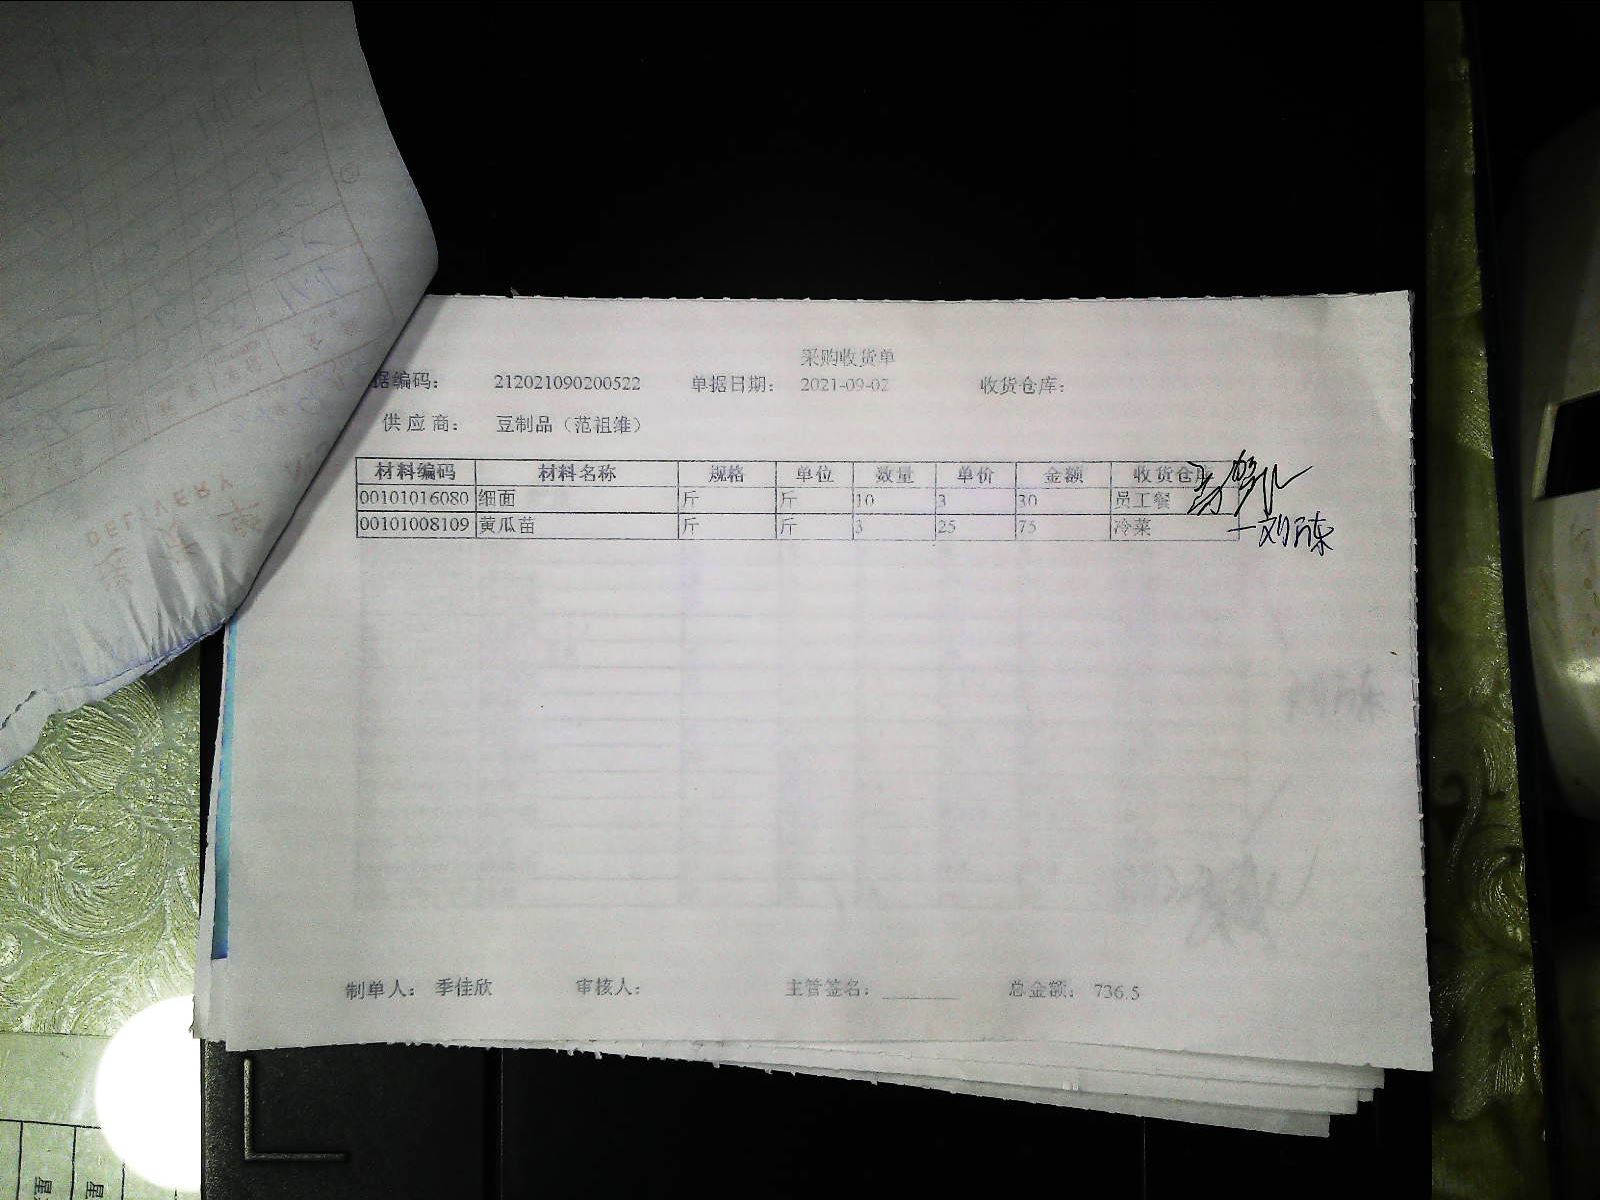 采购收货单
据编码： 212021090200522 单据日期： 2021-09-02 收货仓库：
供应商： 豆制品（范祖维）
材料编码 材料名称 规格 单位 数量 单价 金额 收货仓库
00101016080 细面 斤 斤 10 3 30 员工餐
00101008109 黄瓜苗 斤 斤 3 25 75 冷菜
制单人： 季佳欣 审核人： 主管签名： 总金额： 736.5
DELIVERY